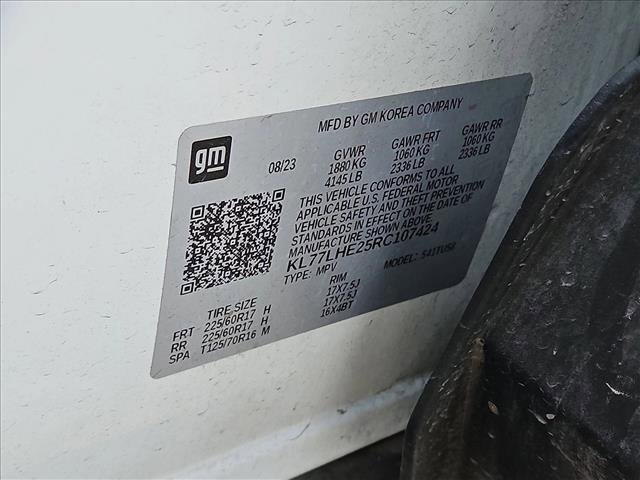 MFD BY GM KOREA COMPANY
gm
08/23 GVWR GAWR FRT GAWR RR
1880 KG 1060 KG 1060 KG
4145 LB 2336 LB 2336 LB
THIS VEHICLE CONFORMS TO ALL
APPLICABLE U.S. FEDERAL MOTOR
VEHICLE SAFETY AND THEFT PREVENTION
STANDARDS IN EFFECT ON THE DATE OF
MANUFACTURE SHOWN ABOVE.
KL77LHE25RC107424
TYPE: MPV MODEL:
TIRE SIZE RIM
FRT 225/60R17 H 17X7.5J
RR 225/60R17 H 17X7.5J
SPA T125/70R16 M 16X4BT